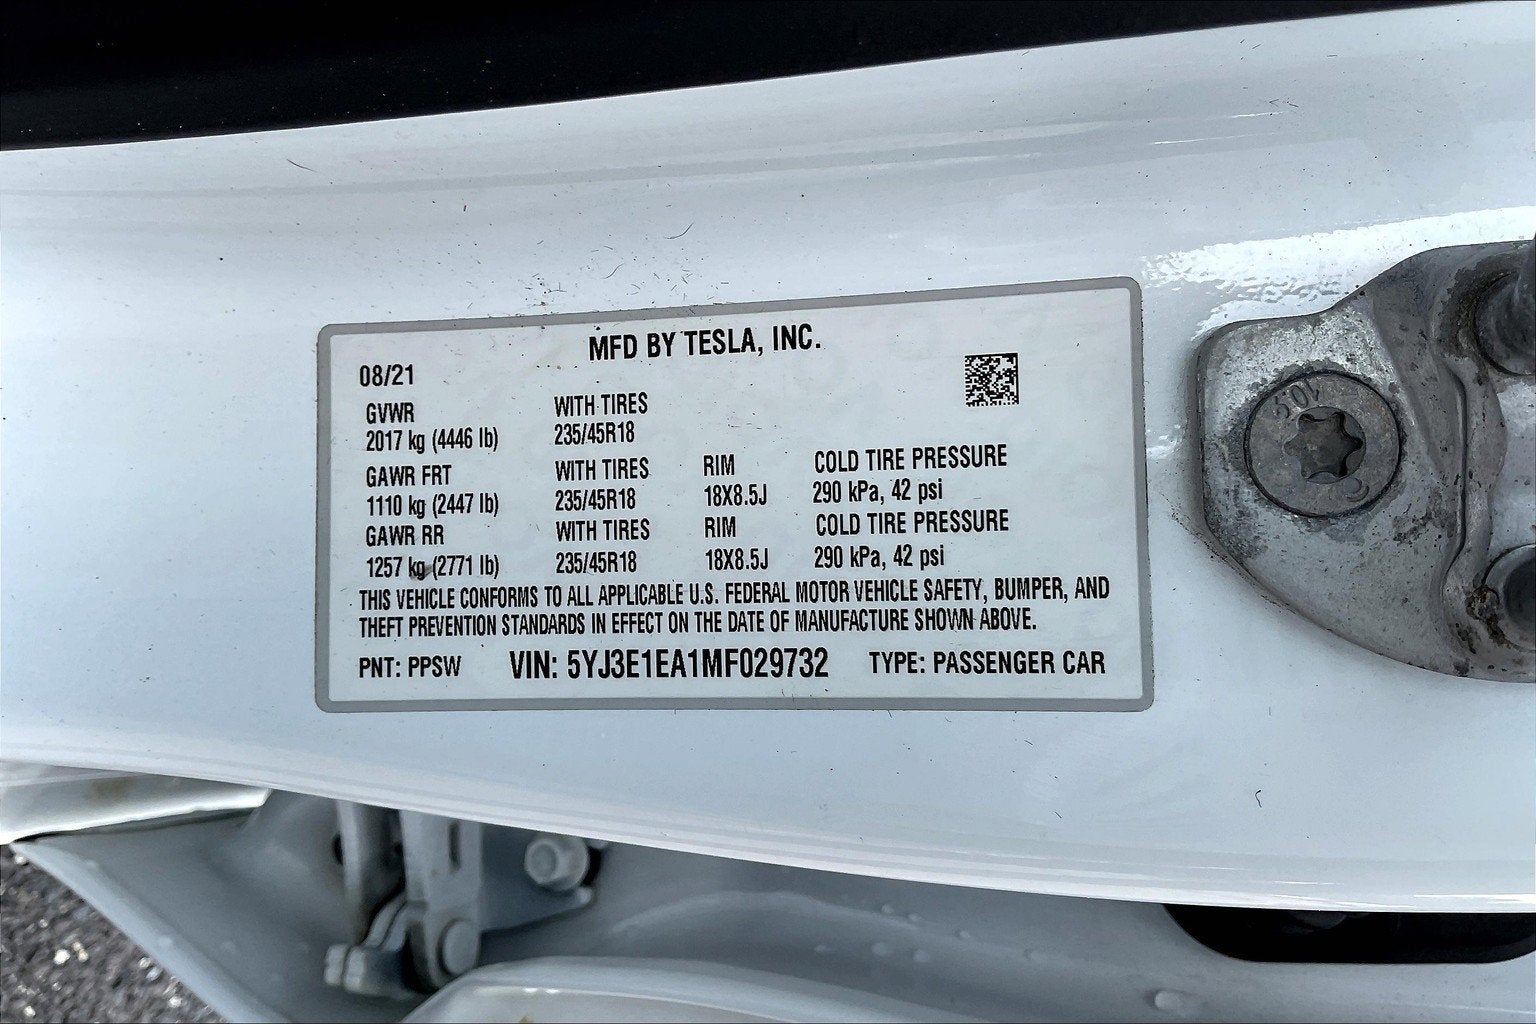 MFD BY TESLA, INC.
08/21
GVWR WITH TIRES
2017 kg (4446 lb) 235/45R18
GAWR FRT WITH TIRES RIM COLD TIRE PRESSURE
1110 kg (2447 lb) 235/45R18 18X8.5J 290 kPa, 42 psi
GAWR RR WITH TIRES RIM COLD TIRE PRESSURE
1257 kg (2771 lb) 235/45R18 18X8.5J 290 kPa, 42 psi
THIS VEHICLE CONFORMS TO ALL APPLICABLE U.S. FEDERAL MOTOR VEHICLE SAFETY, BUMPER, AND
THEFT PREVENTION STANDARDS IN EFFECT ON THE DATE OF MANUFACTURE SHOWN ABOVE.
PNT: PPSW VIN: 5YJ3E1EA1MF029732 TYPE: PASSENGER CAR
10.9